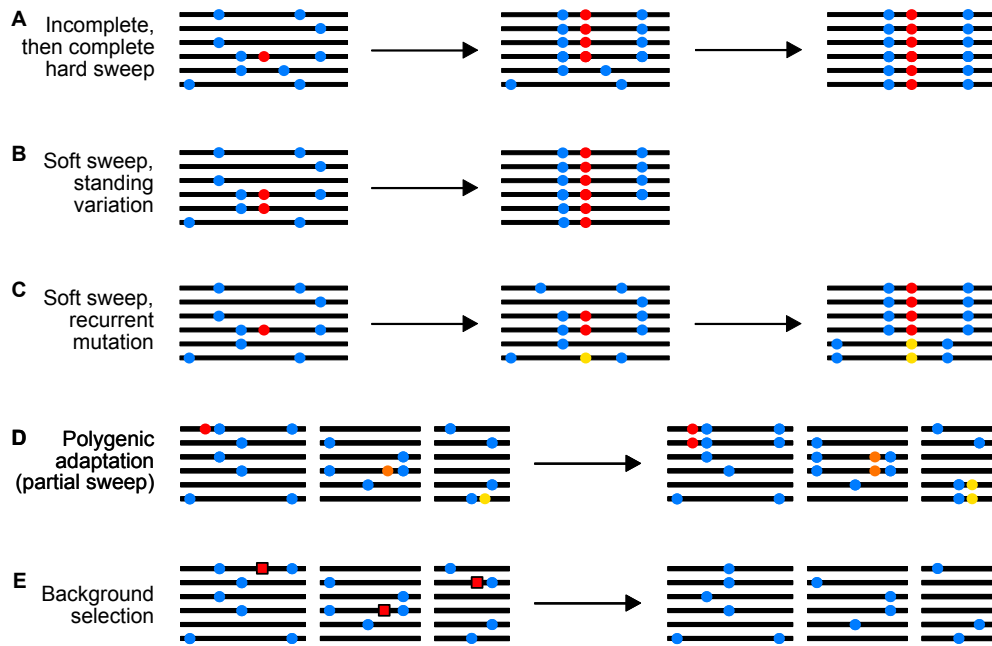 A Incomplete,
then complete
hard sweep
B Soft sweep,
standing
variation
C Soft sweep,
recurrent
mutation
D Polygenic
adaptation
(partial sweep)
E Background
selection